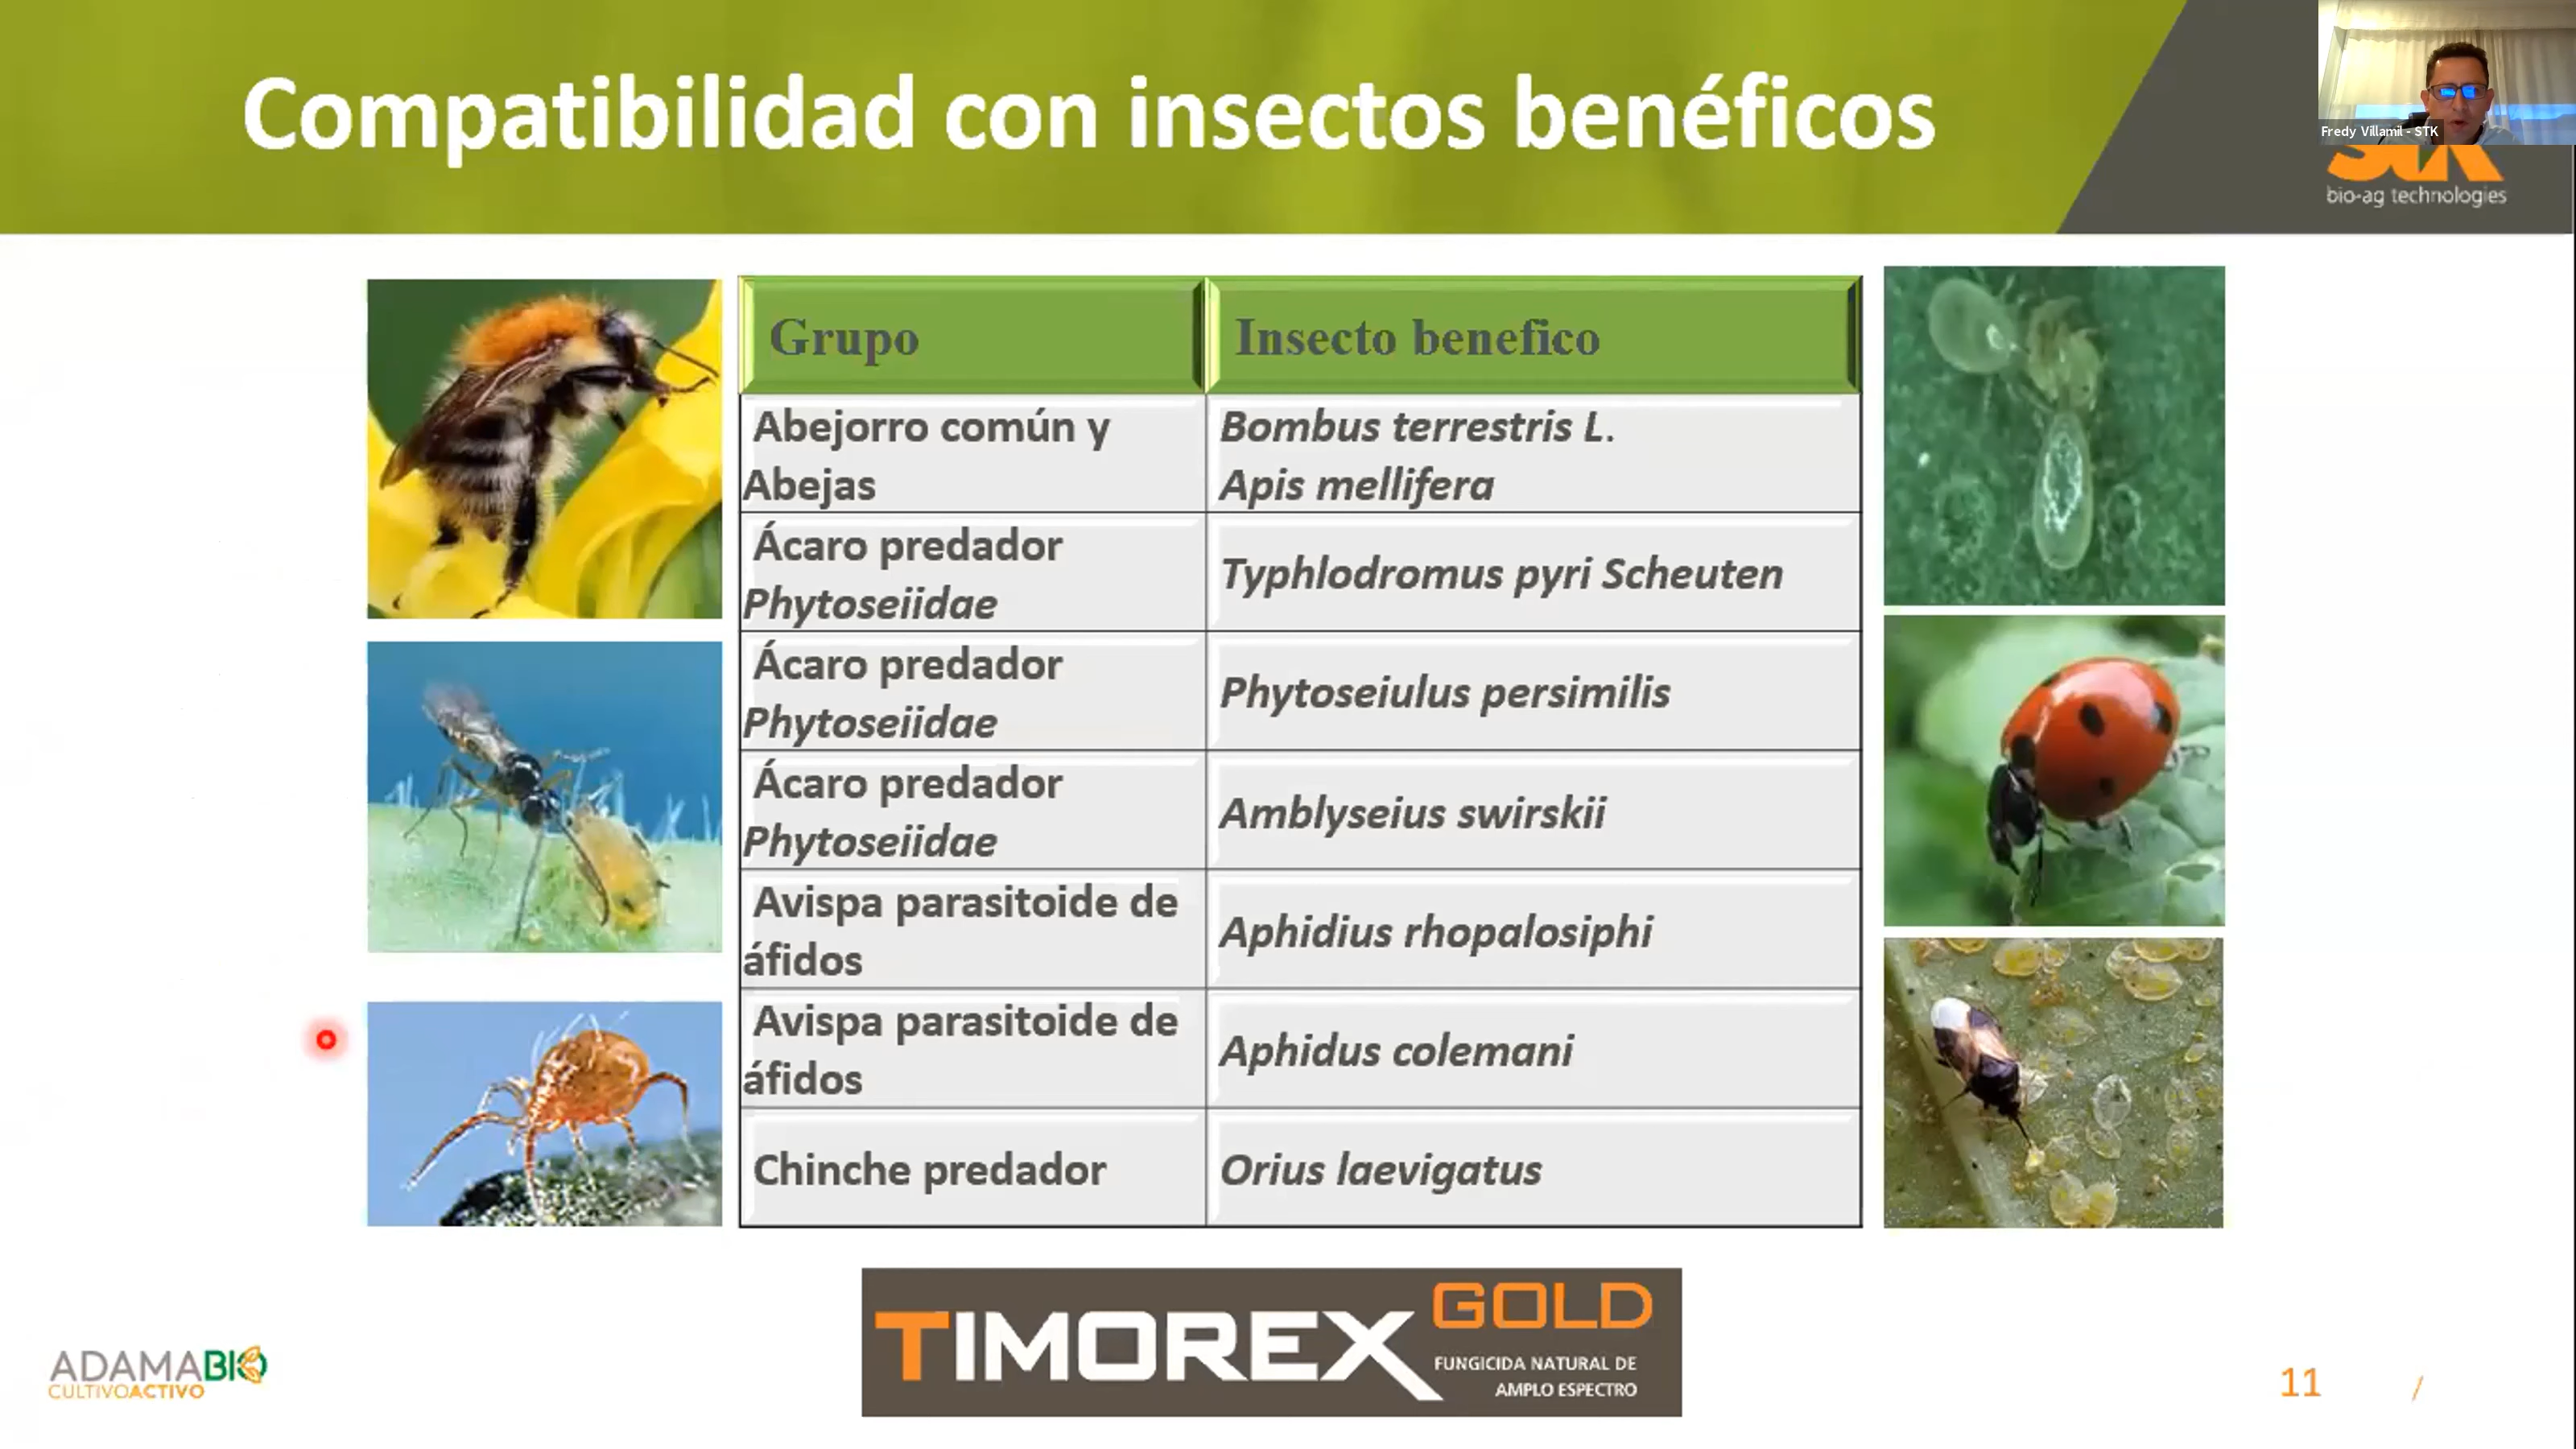 Compatibilidad con insectos benéficos
Fredy Villamil - STK
bio-ag technologies
Grupo
Insecto benefico
Abejorro común y
Abejas
Bombus terrestris L.
Apis mellifera
Ácaro predador
Phytoseiidae
Typhlodromus pyri Scheuten
Ácaro predador
Phytoseiidae
Phytoseiulus persimilis
Ácaro predador
Phytoseiidae
Amblyseius swirskii
Avispa parasitoide de
áfidos
Aphidius rhopalosiphi
Avispa parasitoide de
áfidos
Aphidus colemani
Chinche predador
Orius laevigatus
TIMOREX GOLD
FUNGICIDA NATURAL DE
AMPLO ESPECTRO
ADAMABIO
CULTIVOACTIVO
11 /